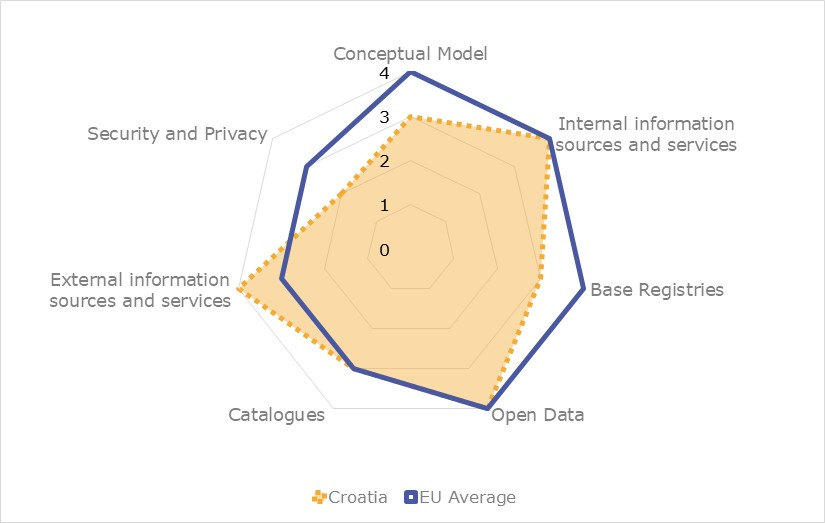 Conceptual Model
4
3
2
1
0
Internal information
sources and services
Base Registries
Open Data
Catalogues
External information
sources and services
Security and Privacy
Croatia
EU Average